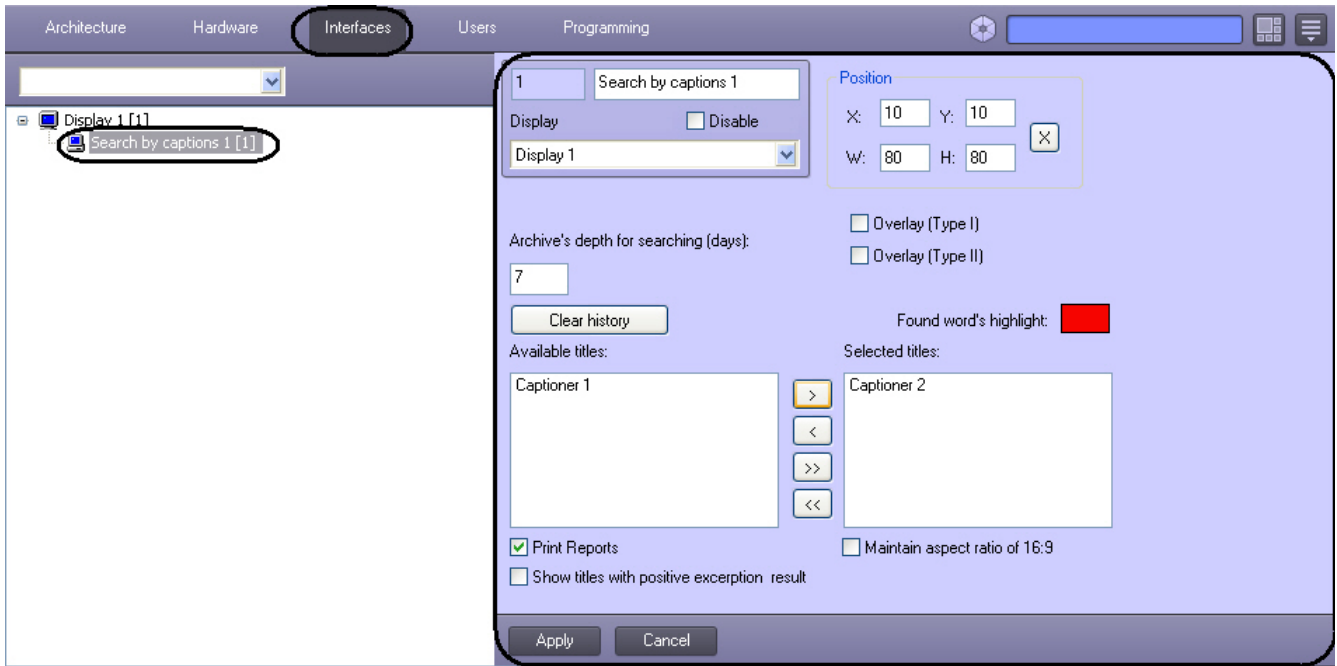 Architecture Hardware Interfaces Users Programming
Display 1 [1]
Search by captions 1 [1]
1 Search by captions 1
Display Disable
Display 1
Position
X: 10 Y: 10
W: 80 H: 80
X
Overlay (Type I)
Overlay (Type II)
Archive's depth for searching (days):
7
Clear history
Found word's highlight:
Available titles:
Captioner 1
>
<
>>
<<
Selected titles:
Captioner 2
Print Reports
Maintain aspect ratio of 16:9
Show titles with positive excerption result
Apply Cancel